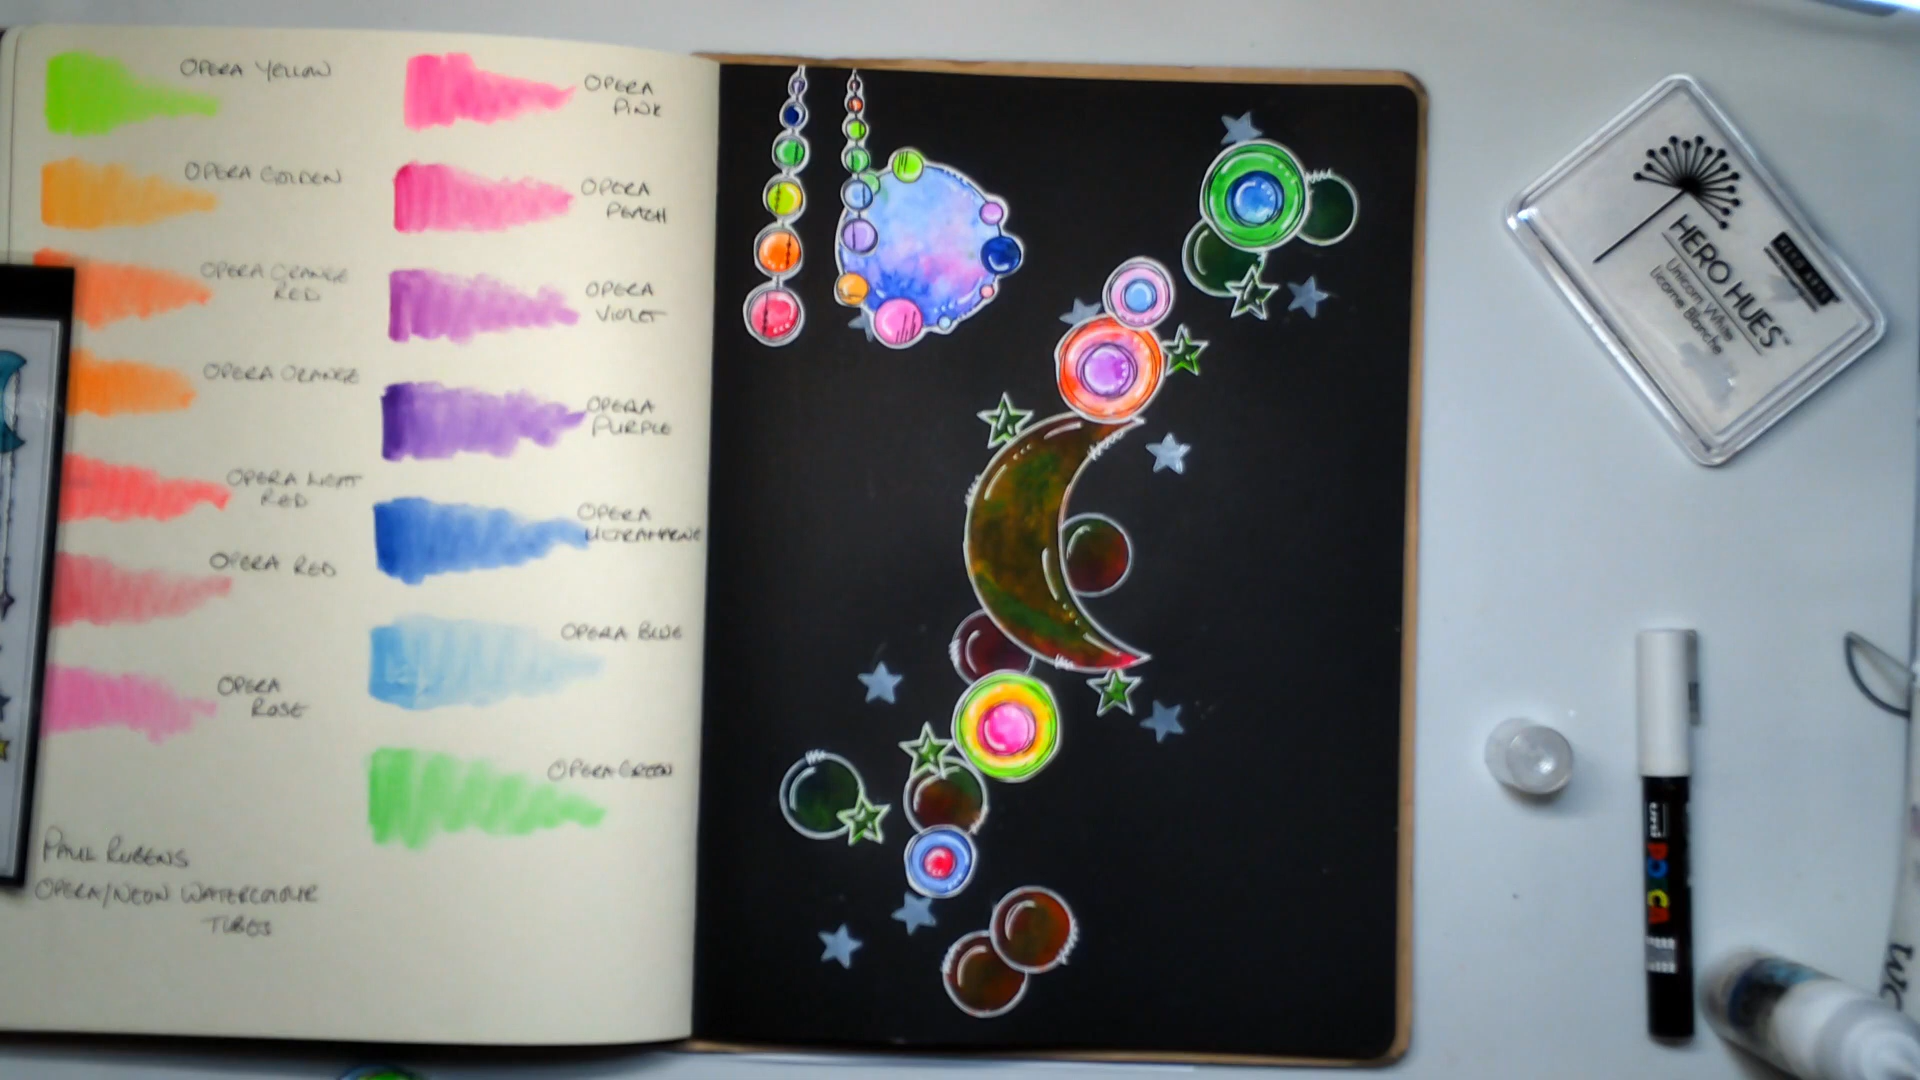 OPERA YELLOW
OPERA GOLDEN
OPERA ORANGE
RED
OPERA ORANGE
OPERA LIGHT
RED
OPERA RED
OPERA
ROSE
PAUL RUBENS
OPERA/NEON WATERCOLOUR
TUBES
OPERA
PINK
OPERA
PEACH
OPERA
VIOLET
OPERA
PURPLE
OPERA
ULTRAMARINE
OPERA BLUE
OPERA GREEN
HERO ARTS
HERO HUES™
Unicorn White
Licorne Blanche
uni
POSCA